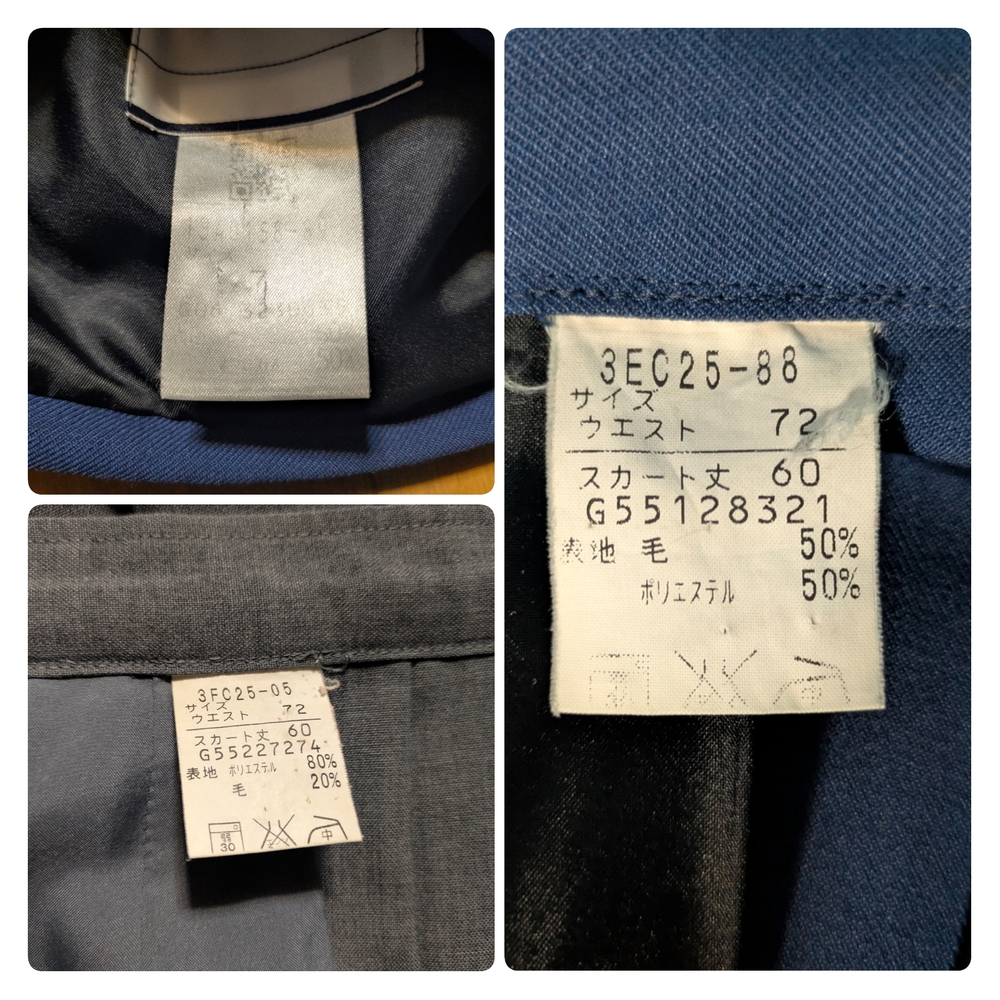 3EC25-88
サイズ
ウエスト 72
スカート丈 60
G55128321
表地 毛 50%
ポリエステル 50%
3FC25-05
サイズ
ウエスト 72
スカート丈 60
G55227274
表地 ポリエステル 80%
毛 20%
30
中